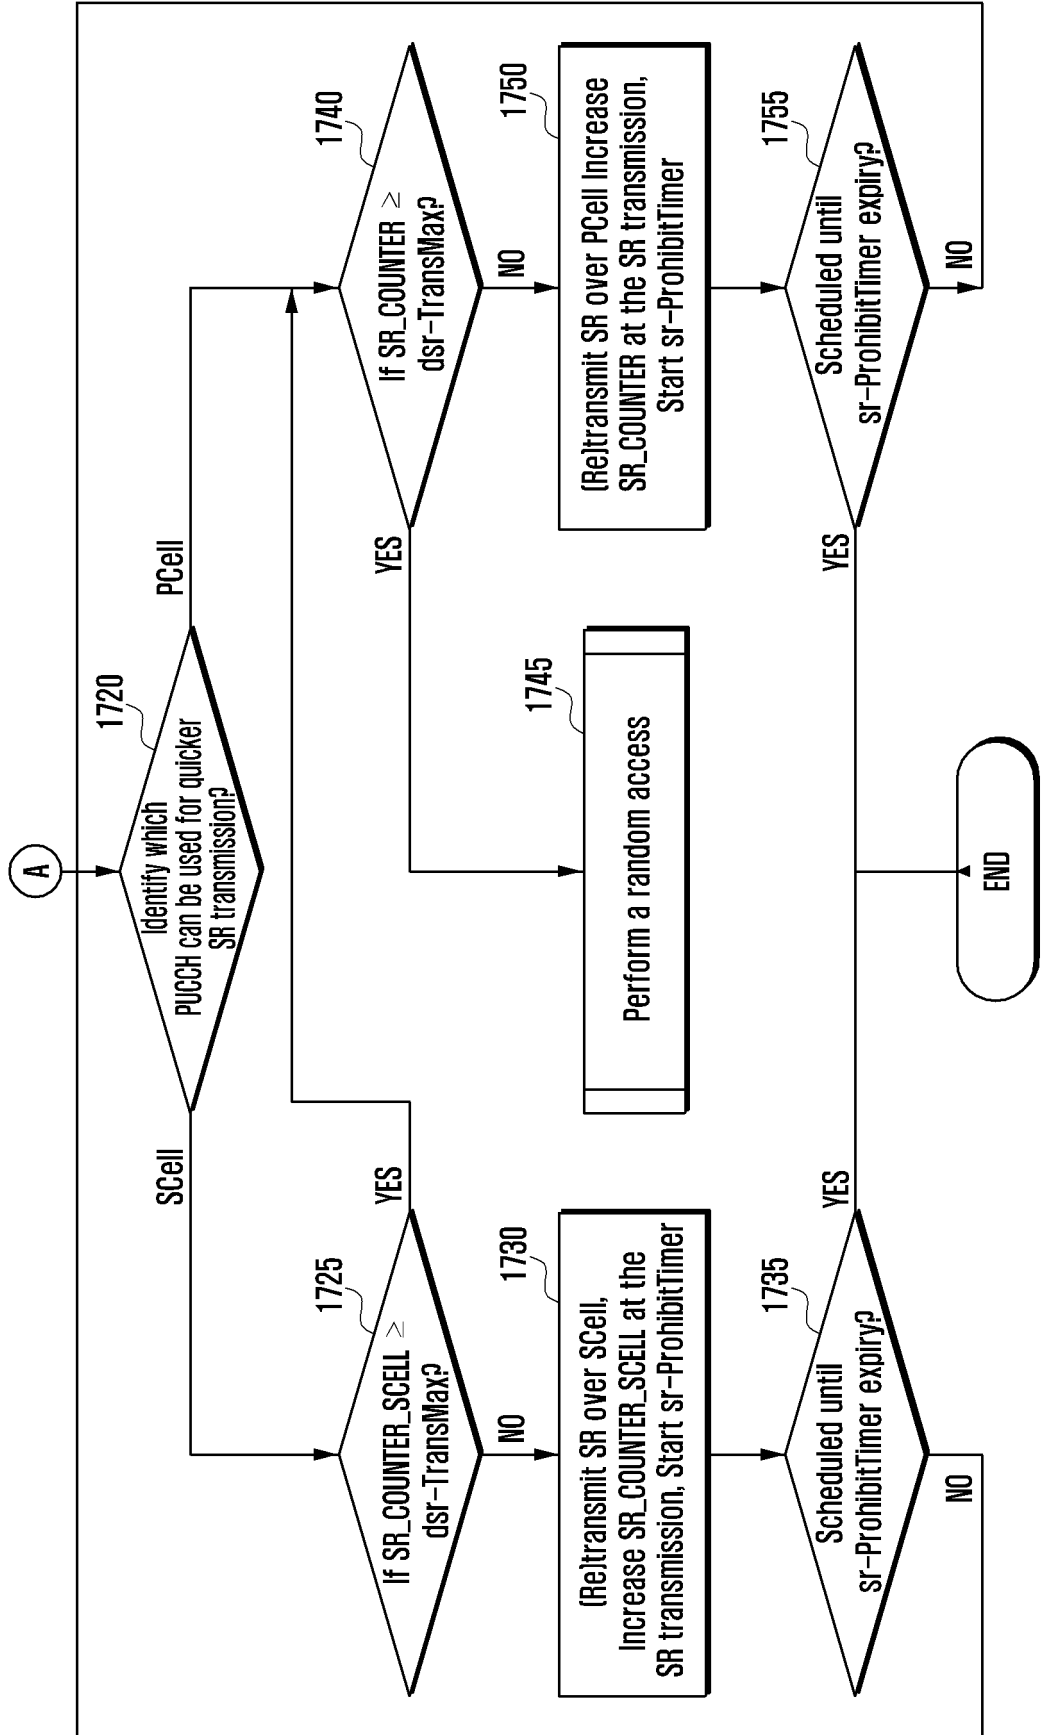 A
1720
Identify which
PUCCH can be used for quicker
SR transmission?
SCell
PCell
1725
If SR_COUNTER_SCELL ≥
dsr-TransMax?
YES
NO
1740
If SR_COUNTER ≥
dsr-TransMax?
YES
NO
1730
(Re)transmit SR over SCell,
Increase SR_COUNTER_SCELL at the
SR transmission, Start sr-ProhibitTimer
1745
Perform a random access
1750
(Re)transmit SR over PCell Increase
SR_COUNTER at the SR transmission,
Start sr-ProhibitTimer
1735
Scheduled until
sr-ProhibitTimer expiry?
YES
NO
1755
Scheduled until
sr-ProhibitTimer expiry?
YES
NO
END